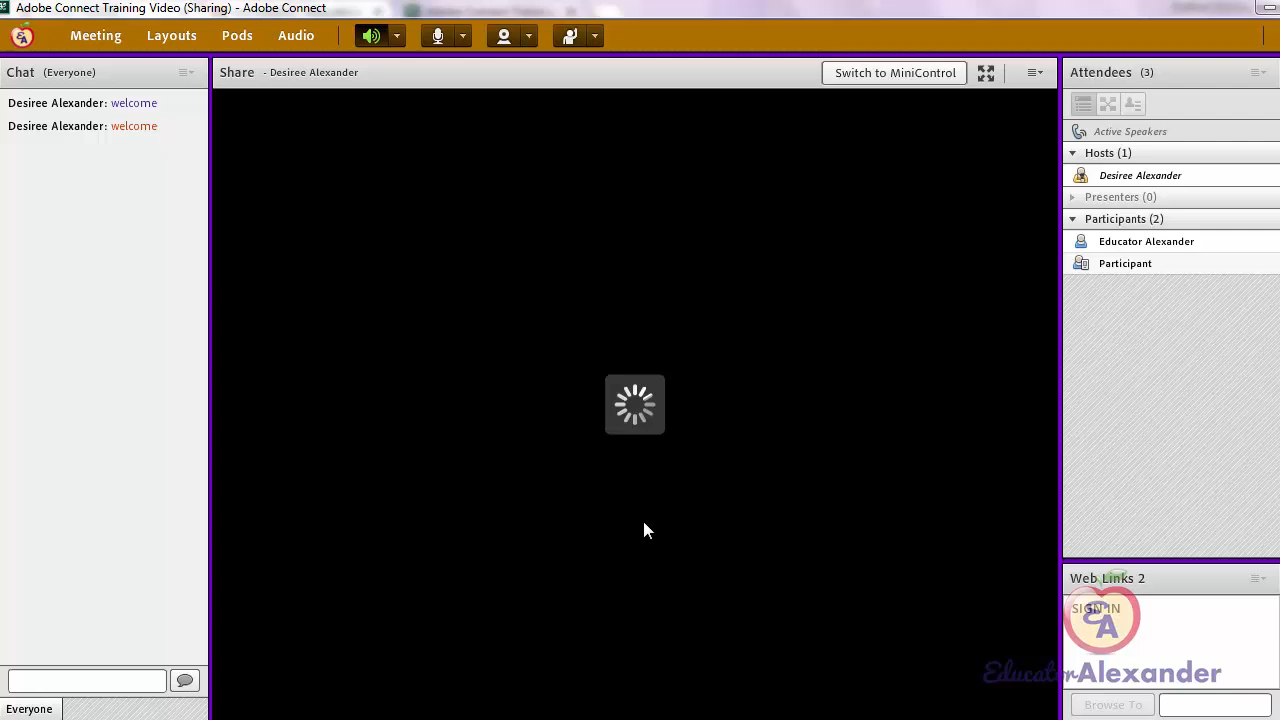 Adobe Connect Training Video (Sharing) - Adobe Connect
Meeting Layouts Pods Audio
Chat (Everyone)
Desiree Alexander: welcome
Desiree Alexander: welcome
Everyone
Share - Desiree Alexander
Switch to MiniControl
Attendees (3)
Active Speakers
Hosts (1)
Desiree Alexander
Presenters (0)
Participants (2)
Educator Alexander
Participant
Web Links 2
SIGN IN
EA
EducatorAlexander
Browse To